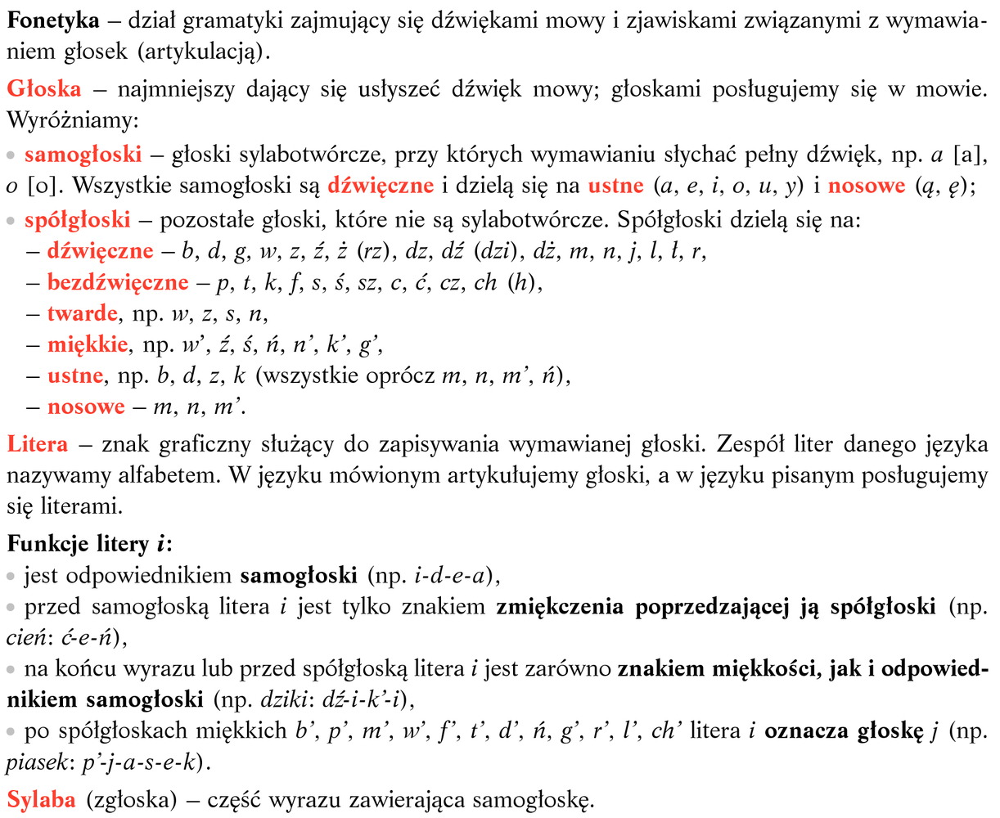 Fonetyka – dział gramatyki zajmujący się dźwiękami mowy i zjawiskami związanymi z wymawia-
niem głosek (artykulacją).
Głoska – najmniejszy dający się usłyszeć dźwięk mowy; głoskami posługujemy się w mowie.
Wyróżniamy:
• samogłoski – głoski sylabotwórcze, przy których wymawianiu słychać pełny dźwięk, np. a [a],
o [o]. Wszystkie samogłoski są dźwięczne i dzielą się na ustne (a, e, i, o, u, y) i nosowe (ą, ę);
• spółgłoski – pozostałe głoski, które nie są sylabotwórcze. Spółgłoski dzielą się na:
– dźwięczne – b, d, g, w, z, ź, ż (rz), dz, dź (dzi), dż, m, n, j, l, ł, r,
– bezdźwięczne – p, t, k, f, s, ś, sz, c, ć, cz, ch (h),
– twarde, np. w, z, s, n,
– miękkie, np. w’, ź, ś, ń, n’, k’, g’,
– ustne, np. b, d, z, k (wszystkie oprócz m, n, m’, ń),
– nosowe – m, n, m’.
Litera – znak graficzny służący do zapisywania wymawianej głoski. Zespół liter danego języka
nazywamy alfabetem. W języku mówionym artykułujemy głoski, a w języku pisanym posługujemy
się literami.
Funkcje litery i:
• jest odpowiednikiem samogłoski (np. i-d-e-a),
• przed samogłoską litera i jest tylko znakiem zmiękczenia poprzedzającej ją spółgłoski (np.
cień: ć-e-ń),
• na końcu wyrazu lub przed spółgłoską litera i jest zarówno znakiem miękkości, jak i odpowied-
nikiem samogłoski (np. dziki: dź-i-k’-i),
• po spółgłoskach miękkich b’, p’, m’, w’, f’, t’, d’, ń, g’, r’, l’, ch’ litera i oznacza głoskę j (np.
piasek: p’-j-a-s-e-k).
Sylaba (zgłoska) – część wyrazu zawierająca samogłoskę.